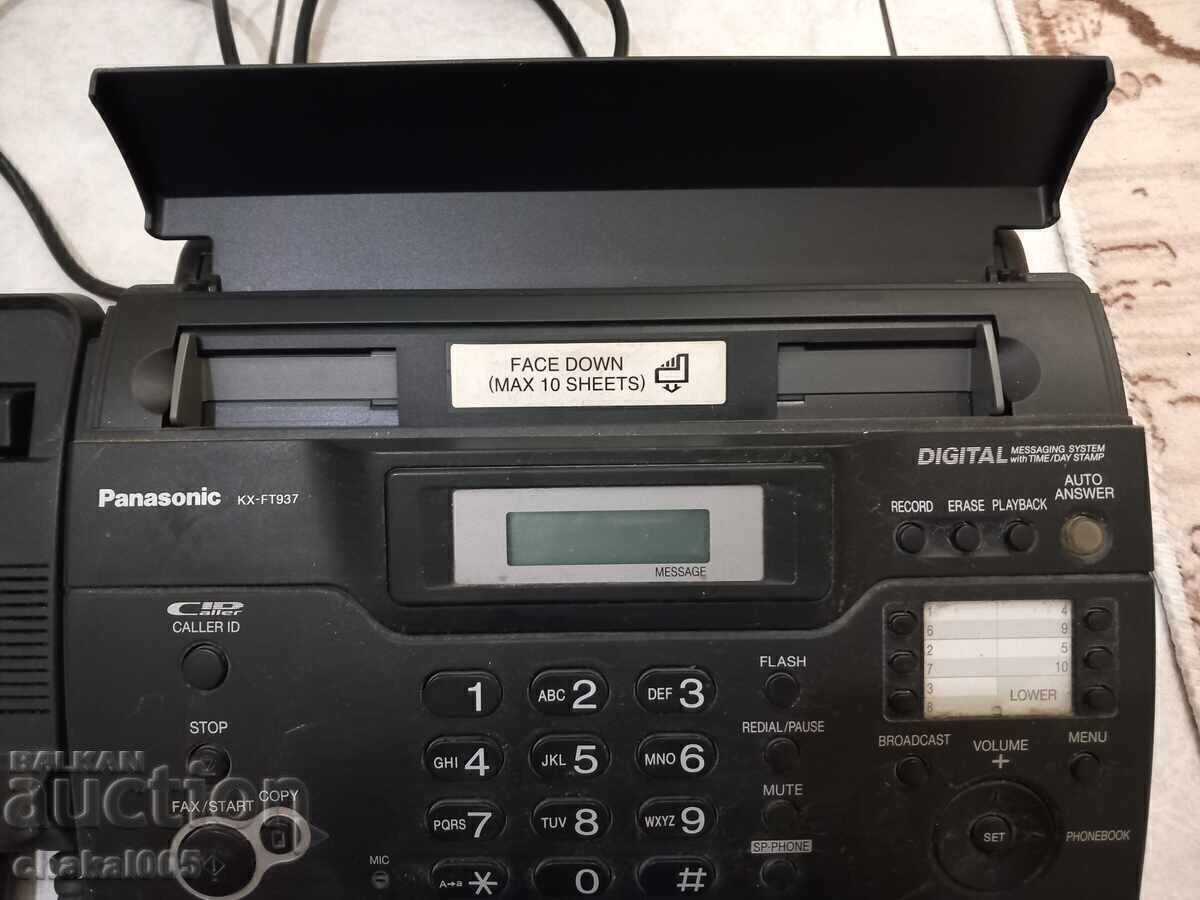 FACE DOWN
(MAX 10 SHEETS)
DIGITAL MESSAGING SYSTEM
with TIME/DAY STAMP
Panasonic KX-FT937
AUTO
ANSWER
RECORD ERASE PLAYBACK
MESSAGE
CID
Caller
CALLER ID
1 4
6 9
2 5
7 10
3 LOWER
8
FLASH
1 ABC 2 DEF 3
STOP
REDIAL/PAUSE
BROADCAST VOLUME MENU
+
GHI 4 JKL 5 MNO 6
FAX/START COPY
MUTE
PQRS 7 TUV 8 WXYZ 9
SET
PHONEBOOK
SP-PHONE
MIC
A→a * 0 #
BALKAN
auction
chakal005